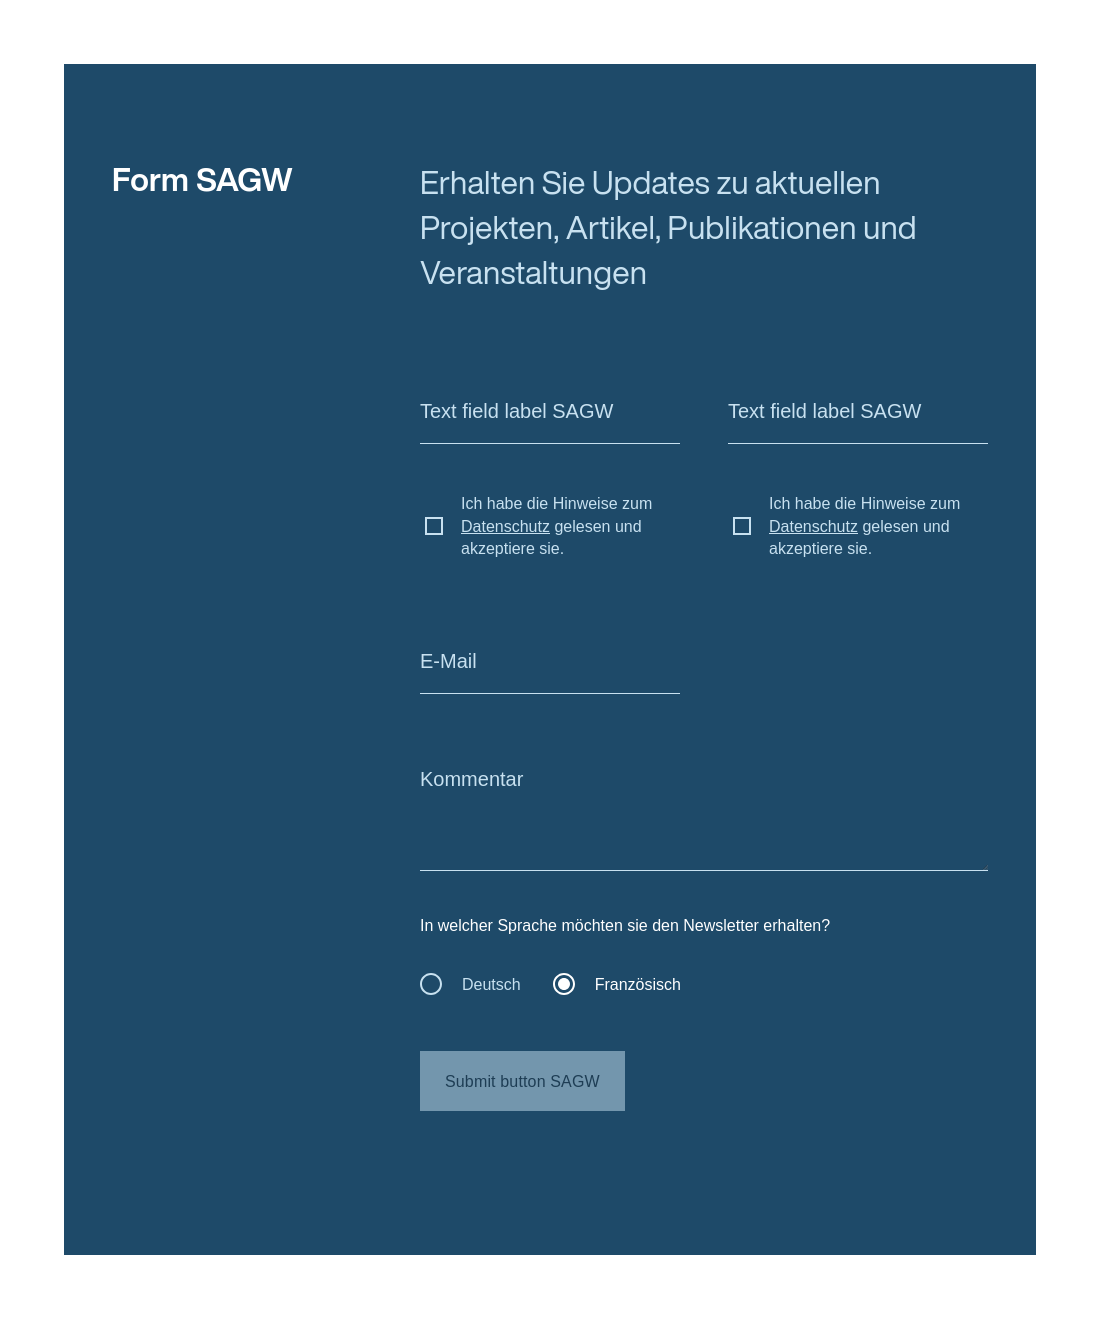 Form SAGW
Erhalten Sie Updates zu aktuellen
Projekten, Artikel, Publikationen und
Veranstaltungen
Text field label SAGW
Text field label SAGW
Ich habe die Hinweise zum
Datenschutz gelesen und
akzeptiere sie.
Ich habe die Hinweise zum
Datenschutz gelesen und
akzeptiere sie.
E-Mail
Kommentar
In welcher Sprache möchten sie den Newsletter erhalten?
Deutsch
Französisch
Submit button SAGW